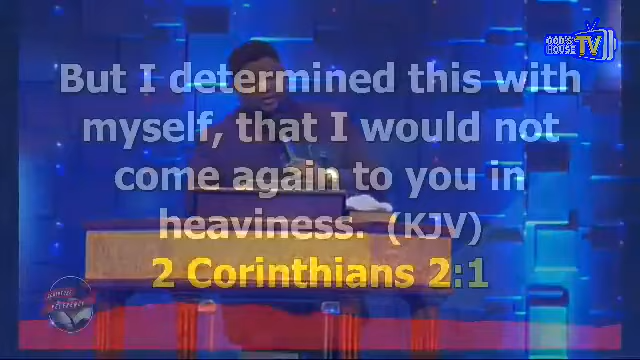 GOD'S
HOUSE TV
But I determined this with
myself, that I would not
come again to you in
heaviness. (KJV)
2 Corinthians 2:1